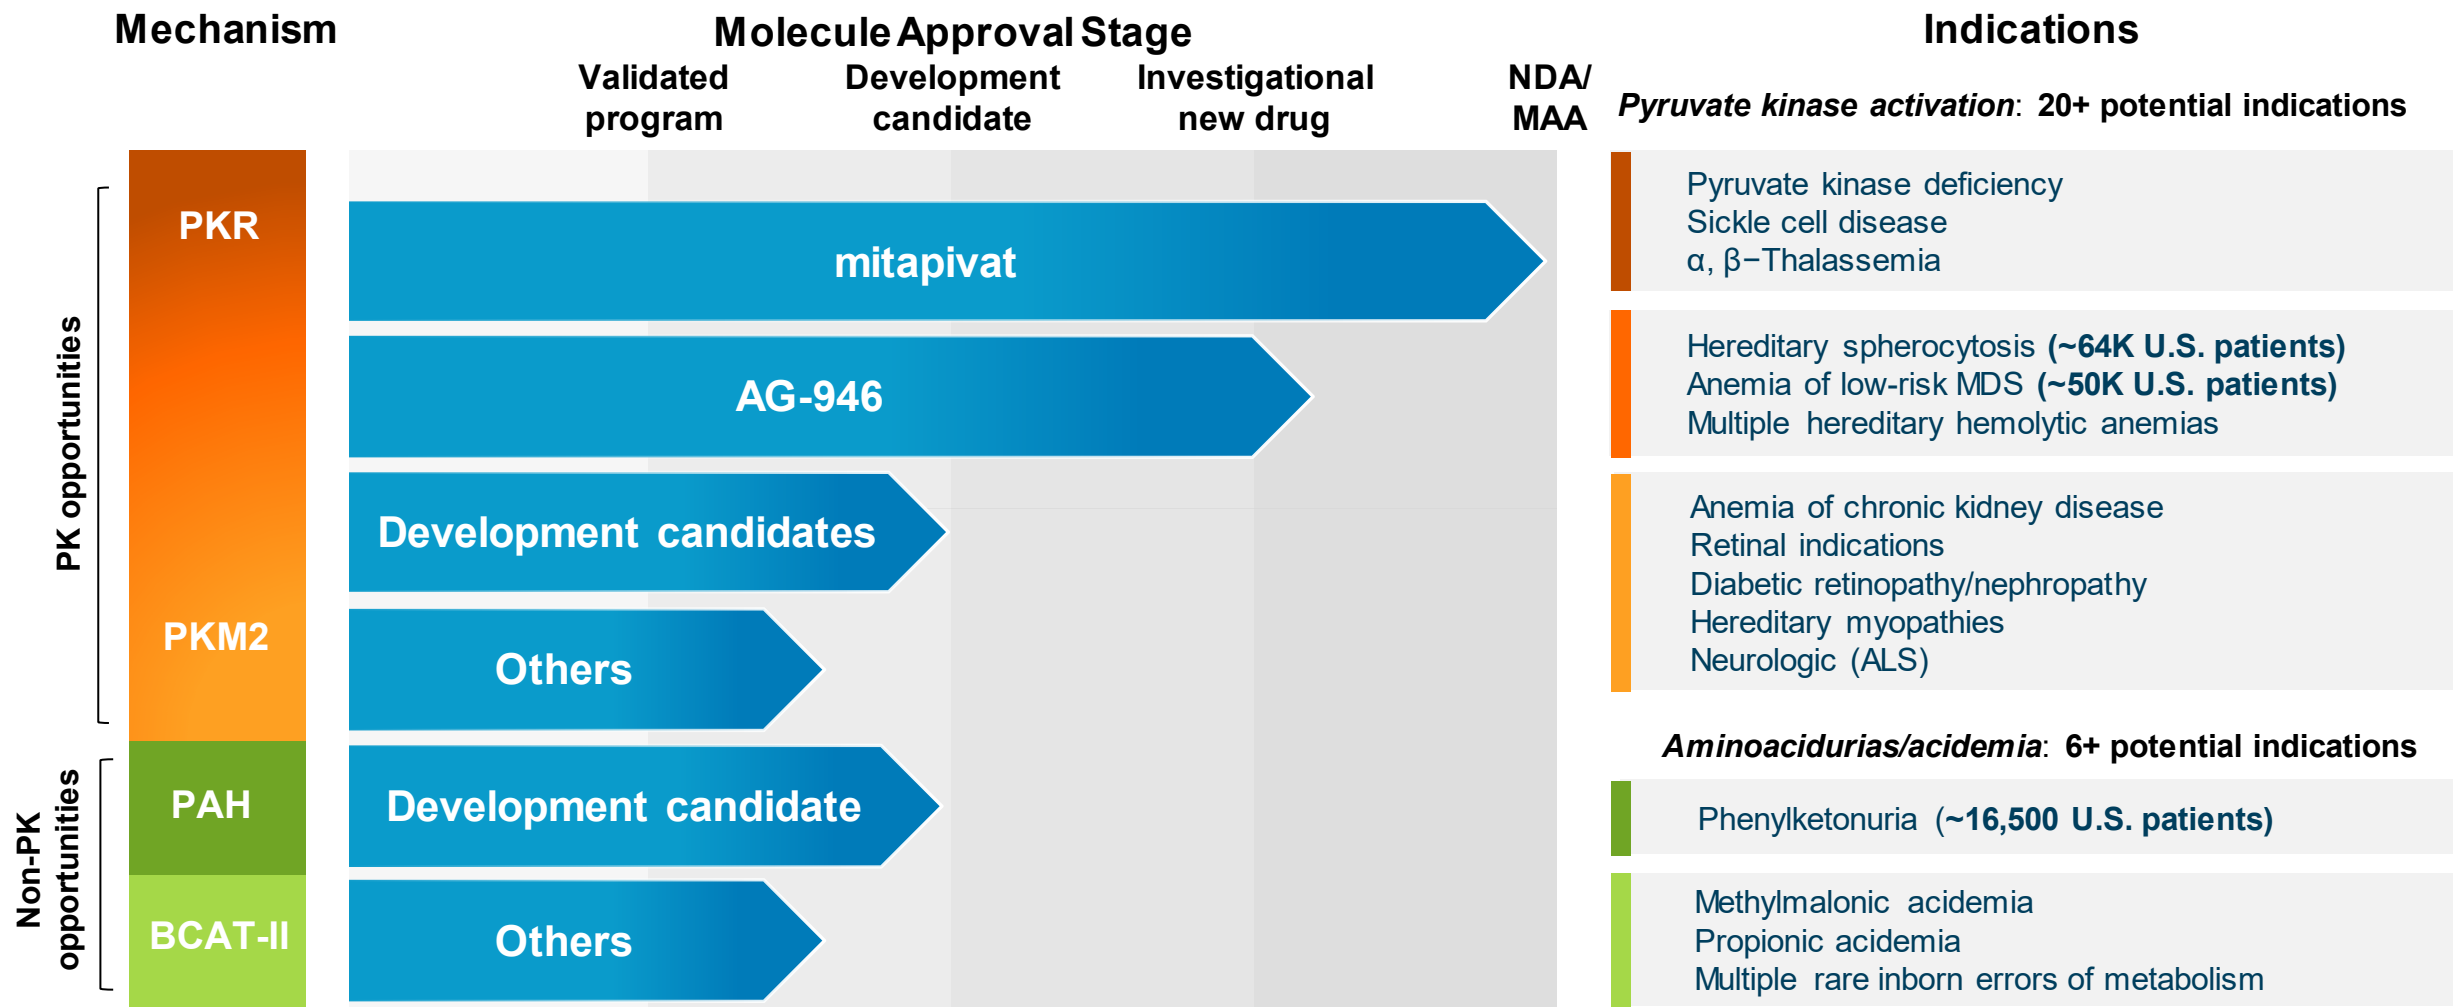 Mechanism
Molecule Approval Stage
Indications
Validated
program
Development
candidate
Investigational
new drug
NDA/
MAA
Pyruvate kinase activation: 20+ potential indications
PK opportunities
PKR
PKM2
mitapivat
AG-946
Development candidates
Others
Pyruvate kinase deficiency
Sickle cell disease
α, β−Thalassemia
Hereditary spherocytosis (~64K U.S. patients)
Anemia of low-risk MDS (~50K U.S. patients)
Multiple hereditary hemolytic anemias
Anemia of chronic kidney disease
Retinal indications
Diabetic retinopathy/nephropathy
Hereditary myopathies
Neurologic (ALS)
Aminoacidurias/acidemia: 6+ potential indications
Non-PK
opportunities
PAH
BCAT-II
Development candidate
Others
Phenylketonuria (~16,500 U.S. patients)
Methylmalonic acidemia
Propionic acidemia
Multiple rare inborn errors of metabolism